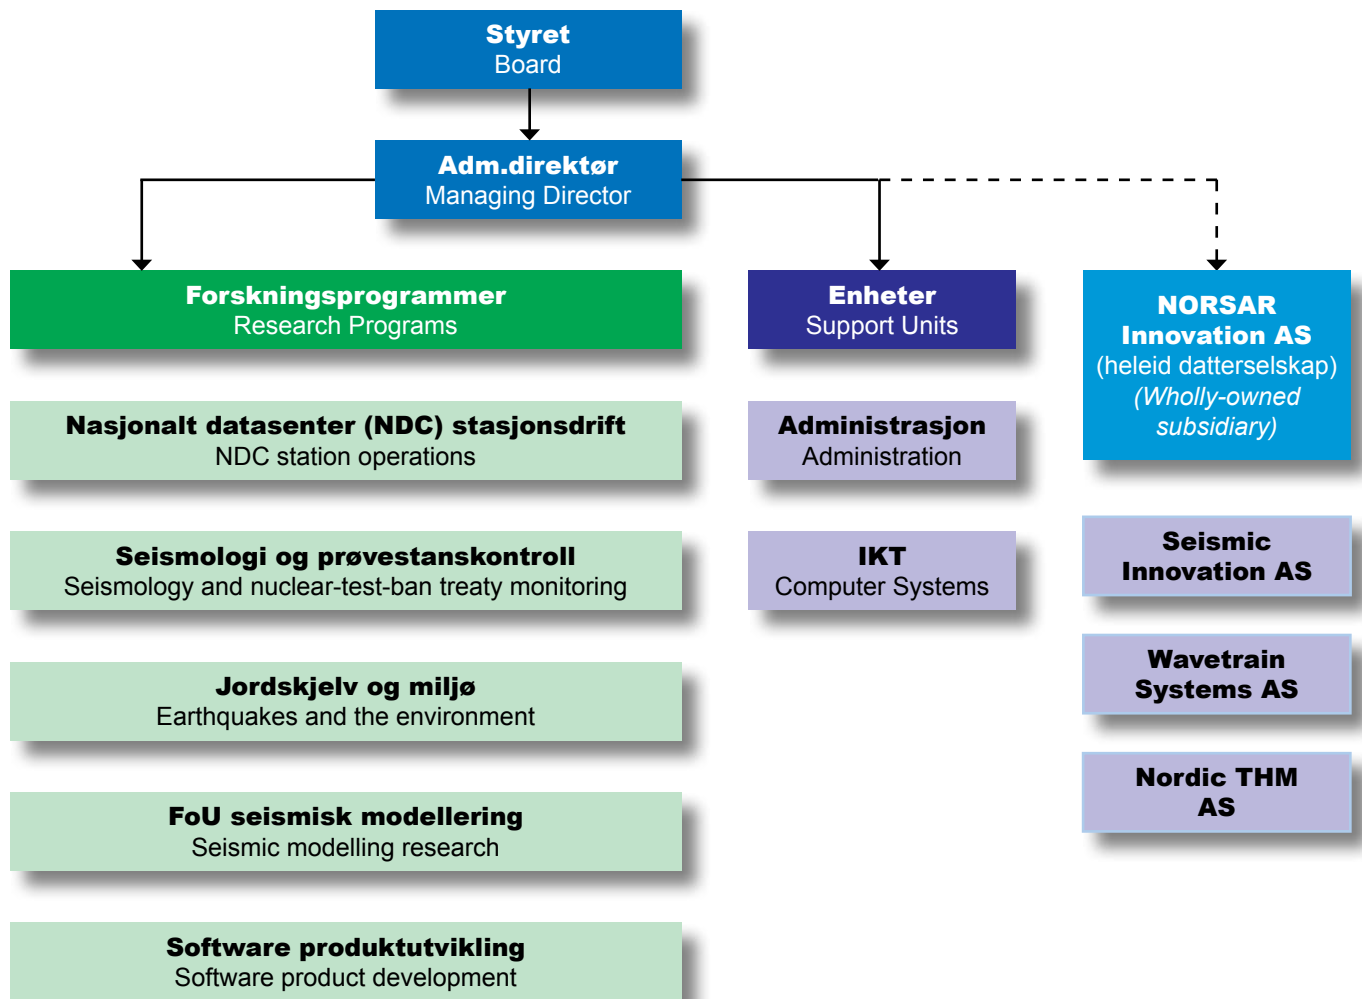 Styret
Board
Adm.direktør
Managing Director
Forskningsprogrammer
Research Programs
Nasjonalt datasenter (NDC) stasjonsdrift
NDC station operations
Seismologi og prøvestanskontroll
Seismology and nuclear-test-ban treaty monitoring
Jordskjelv og miljø
Earthquakes and the environment
FoU seismisk modellering
Seismic modelling research
Software produktutvikling
Software product development
Enheter
Support Units
Administrasjon
Administration
IKT
Computer Systems
NORSAR
Innovation AS
(heleid datterselskap)
(Wholly-owned
subsidiary)
Seismic
Innovation AS
Wavetrain
Systems AS
Nordic THM
AS